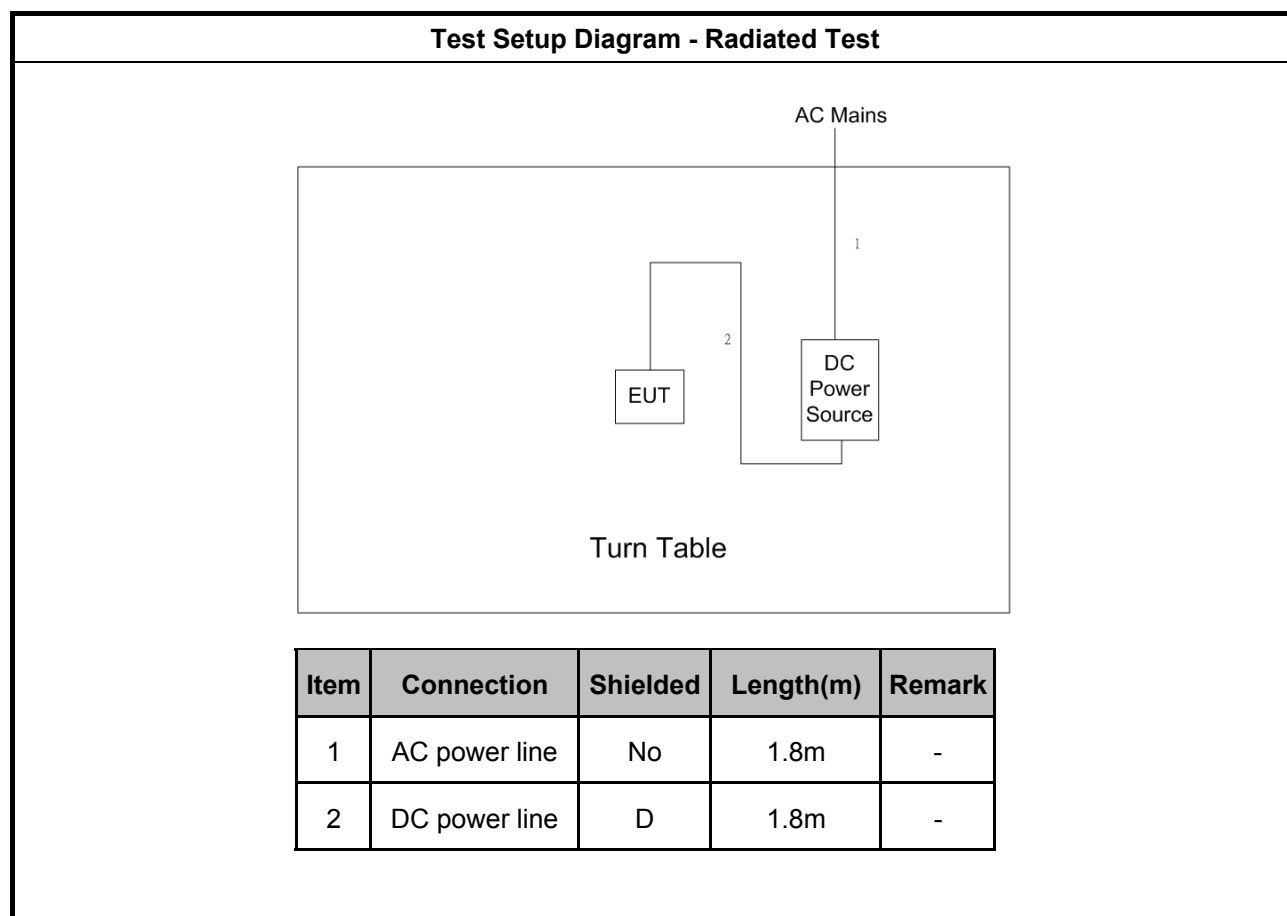 Test Setup Diagram - Radiated Test
AC Mains
1
2
DC
Power
Source
EUT
Turn Table
Item Connection Shielded Length(m) Remark
1 AC power line No 1.8m -
2 DC power line D 1.8m -